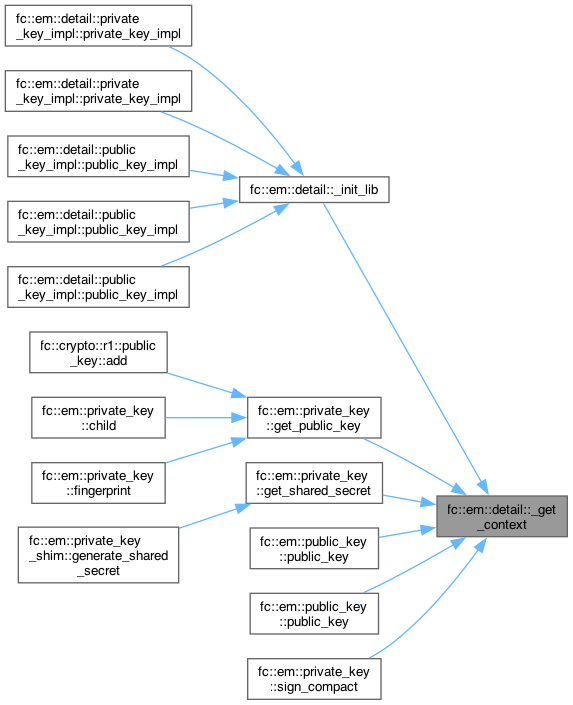 fc::em::detail::private
_key_impl::private_key_impl
fc::em::detail::private
_key_impl::private_key_impl
fc::em::detail::public
_key_impl::public_key_impl
fc::em::detail::public
_key_impl::public_key_impl
fc::em::detail::public
_key_impl::public_key_impl
fc::em::detail::_init_lib
fc::crypto::r1::public
_key::add
fc::em::private_key
::child
fc::em::private_key
::fingerprint
fc::em::private_key
_shim::generate_shared
_secret
fc::em::private_key
::get_public_key
fc::em::private_key
::get_shared_secret
fc::em::public_key
::public_key
fc::em::public_key
::public_key
fc::em::private_key
::sign_compact
fc::em::detail::_get
_context